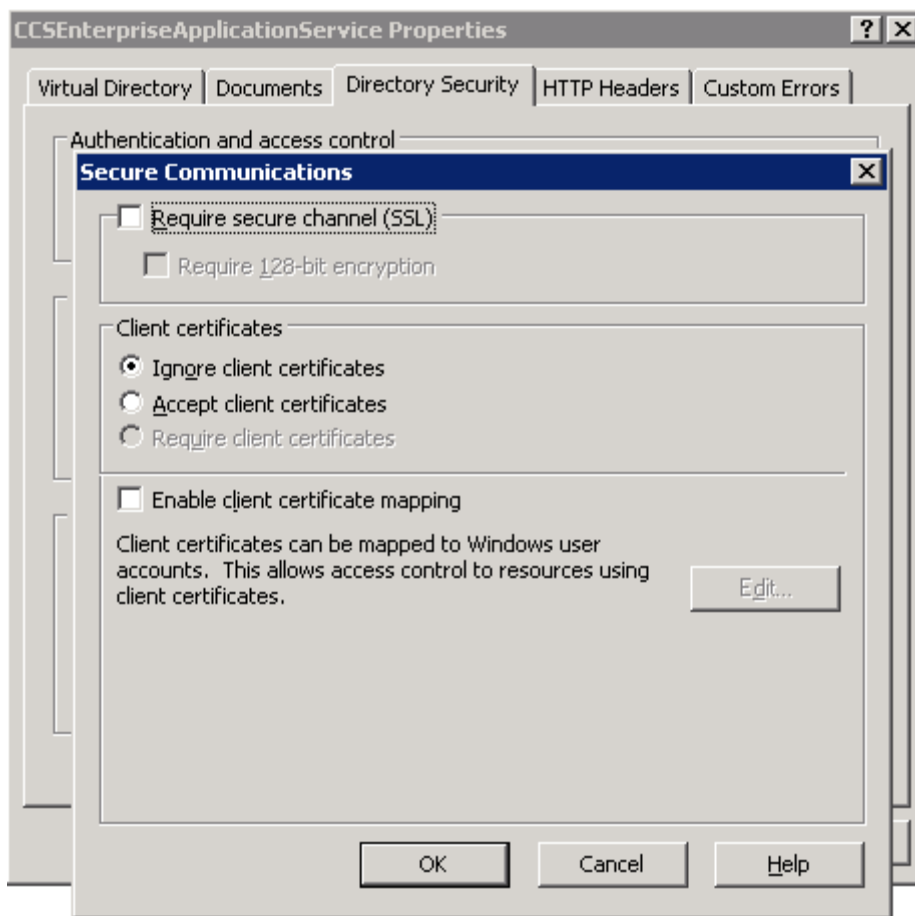 CCSEnterpriseApplicationService Properties
Virtual Directory Documents Directory Security HTTP Headers Custom Errors
Authentication and access control
Secure Communications
Require secure channel (SSL)
Require 128-bit encryption
Client certificates
Ignore client certificates
Accept client certificates
Require client certificates
Enable client certificate mapping
Client certificates can be mapped to Windows user
accounts. This allows access control to resources using
client certificates.
Edit...
OK Cancel Help